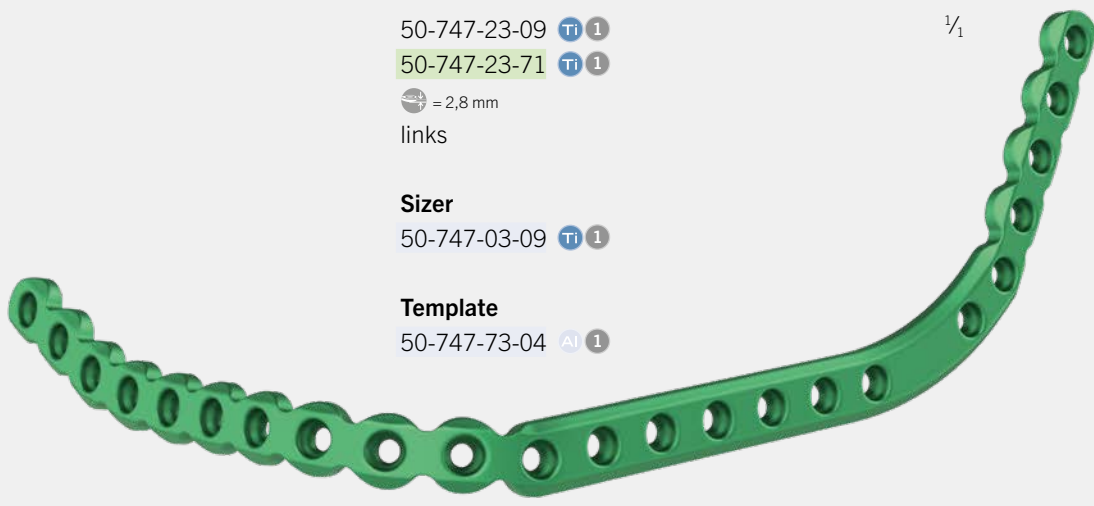 50-747-23-09 Ti 1
50-747-23-71 Ti 1
= 2,8 mm
links
Sizer
50-747-03-09 Ti 1
Template
50-747-73-04 Al 1
1/1